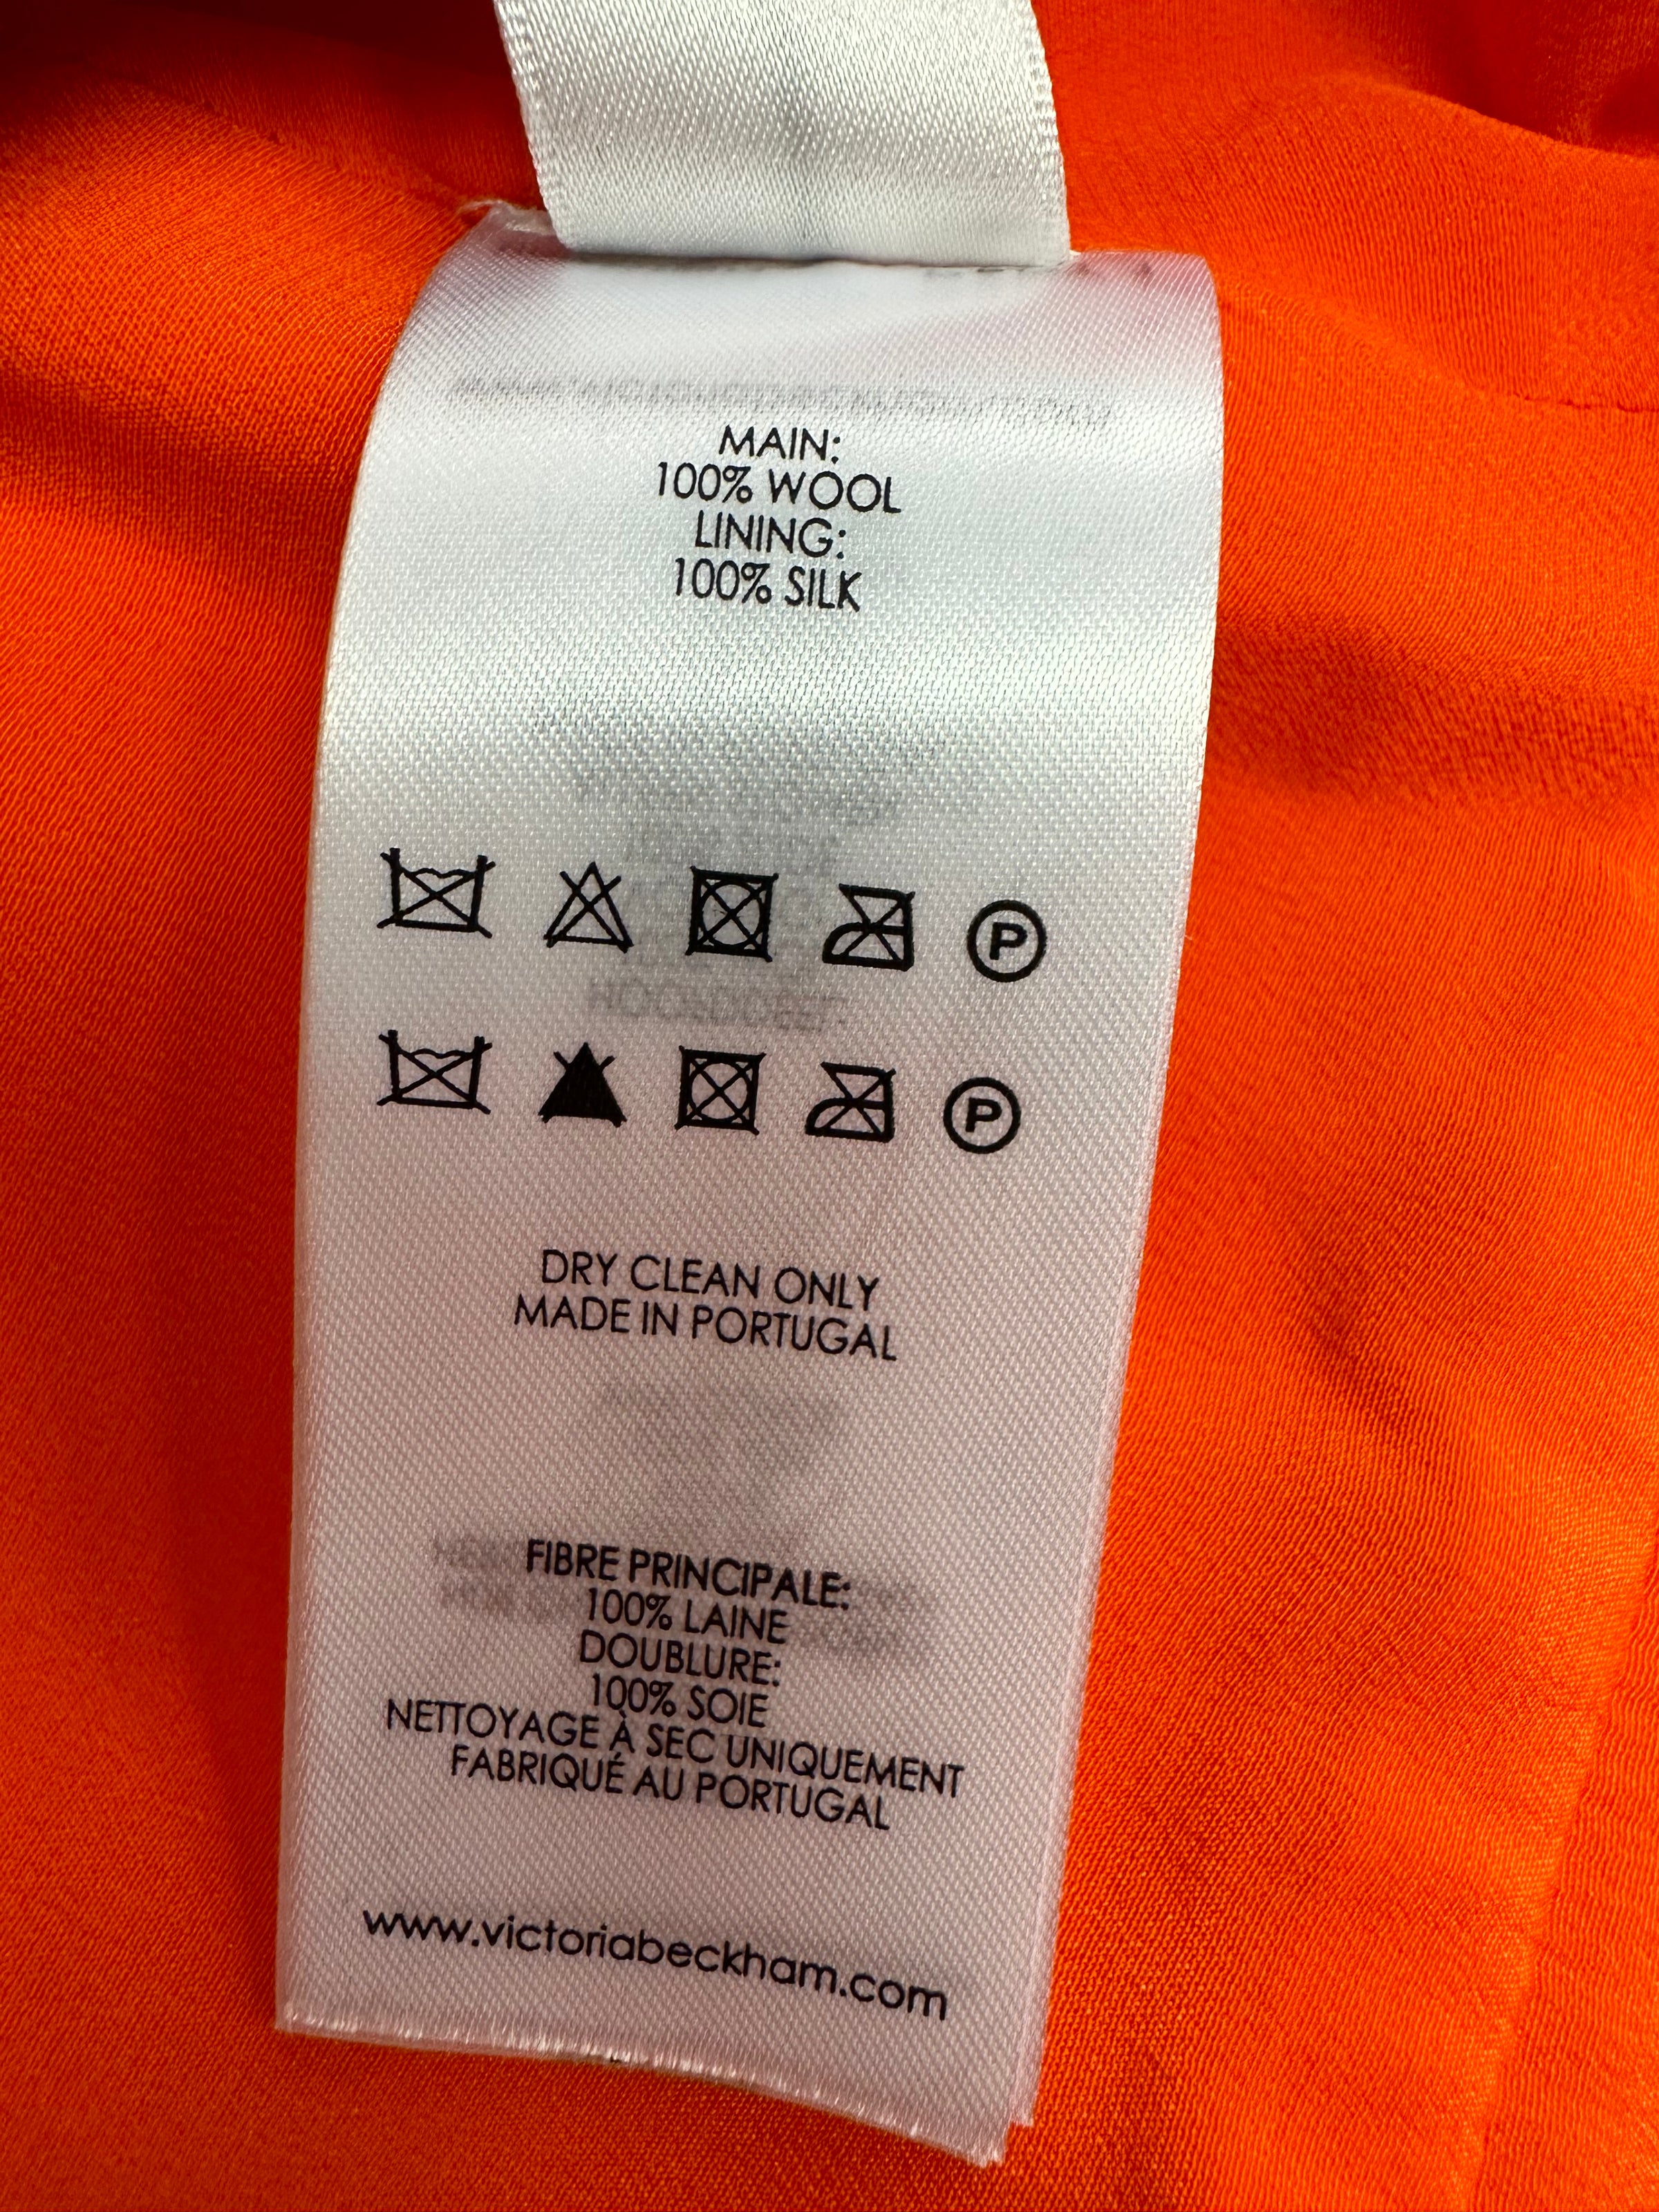 MAIN:
100% WOOL
LINING:
100% SILK
P
P
DRY CLEAN ONLY
MADE IN PORTUGAL
FIBRE PRINCIPALE:
100% LAINE
DOUBLURE:
100% SOIE
NETTOYAGE À SEC UNIQUEMENT
FABRIQUÉ AU PORTUGAL
www.victoriabeckham.com